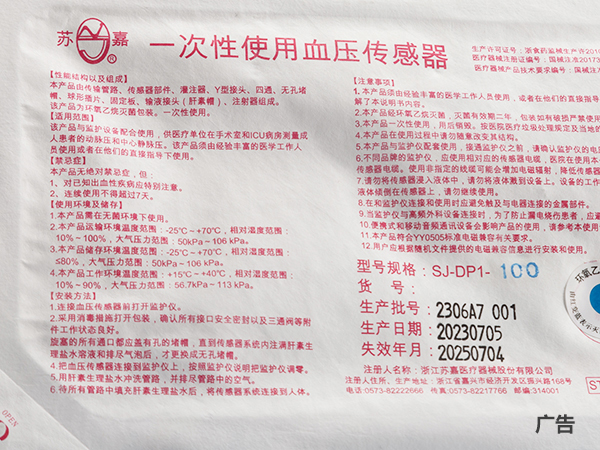 苏 嘉 ®
一次性使用血压传感器
生产许可证号：浙食药监械生产许2010
医疗器械注册证编号：国械注准20173
医疗器械产品技术要求编号：国械注
【性能结构以及组成】
本产品由传输管路、传感器部件、灌注器、Y型接头、四通、无孔堵
帽、球形插片、固定板、输液接头（肝素帽）、注射器组成。
该产品为环氧乙烷灭菌包装。一次性使用。
【适用范围】
该产品与监护设备配合使用，供医疗单位在手术室和ICU病房测量成
人患者的动脉压和中心静脉压。该产品须由经验丰富的医学工作人
员使用或者在他们的直接指导下使用。
【禁忌症】
本产品无绝对禁忌症，但：
1、对已知出血性疾病应特别注意。
2、连续使用不得超过7天。
【使用环境及储存】
1.本产品需在无菌环境下使用。
2.本产品运输环境温度范围：-25℃~+70℃，相对湿度范围：
10%~100%，大气压力范围：50kPa~106 kPa。
3.本产品储存环境温度范围：-25℃~+70℃，相对湿度范围：
≤80%，大气压力范围：50kPa~106 kPa。
4.本产品工作环境温度范围：+15℃~+40℃，相对湿度范围：
10%~90%，大气压力范围：56.7kPa~113 kPa。
【安装方法】
1.连接血压传感器前打开监护仪。
2.采用消毒措施打开包装，确认所有接口安全密封以及三通阀等附
件工作状态良好。
旋塞的所有通口都应盖有孔的堵帽，直到传感器系统内注满肝素生
理盐水溶液和排尽气泡后，才更换成无孔堵帽。
4.把血压传感器连接到监护仪上，按照监护仪说明把监护仪调零。
5.用肝素生理盐水冲洗管路，并排尽管路中的空气。
6.待所有管路中填充肝素生理盐水后，将传感器系统连接到人体。
【注意事项】
1.本产品须由经验丰富的医学工作人员使用，或者在他们的直接指导
解了本说明书内容。
2.本产品经环氧乙烷灭菌，灭菌有效期二年，包装如有破损严禁使用
3.本产品一次性使用，用后销毁。按医院医疗垃圾处理规定及当地的
4.本产品在使用过程中请勿随意改变其结构。
5.本产品与监护仪配套使用，接通监护仪之前，请确认监护仪的电压
6.不同品牌的监护仪，应使用相对应的传感器电缆，医院在使用本
传感器电缆。使用非指定的线缆可能会增加电磁辐射，降低传感器
7.请勿将传感器浸入液体中，请勿将液体溅到设备上。设备的工作
液体倾倒在传感器上，请勿继续使用。
8.在和监护仪连接和使用时应避免触及与电器连接的金属部件。
9.当监护仪与高频外科设备连接时，为了防止漏电烧伤患者，应避
10.便携式和移动射频通讯设备会影响产品的使用，请参考本使用
11.本产品符合YY0505标准电磁兼容有关要求。
12.用户应根据随机文件提供的电磁兼容信息进行安装和使用。
型号规格：SJ-DP1- 100
货 号：
生产批号：2306A7 001
生产日期：20230705
失效年月：20250704
注册人名称：浙江苏嘉医疗器械股份有限公司
注册人住所/生产地址：浙江省嘉兴市经济开发区振兴路168号
电话：0573-82222666 传真：0573-82217766 邮编：314001
环氧乙
ST
OPEN
广告